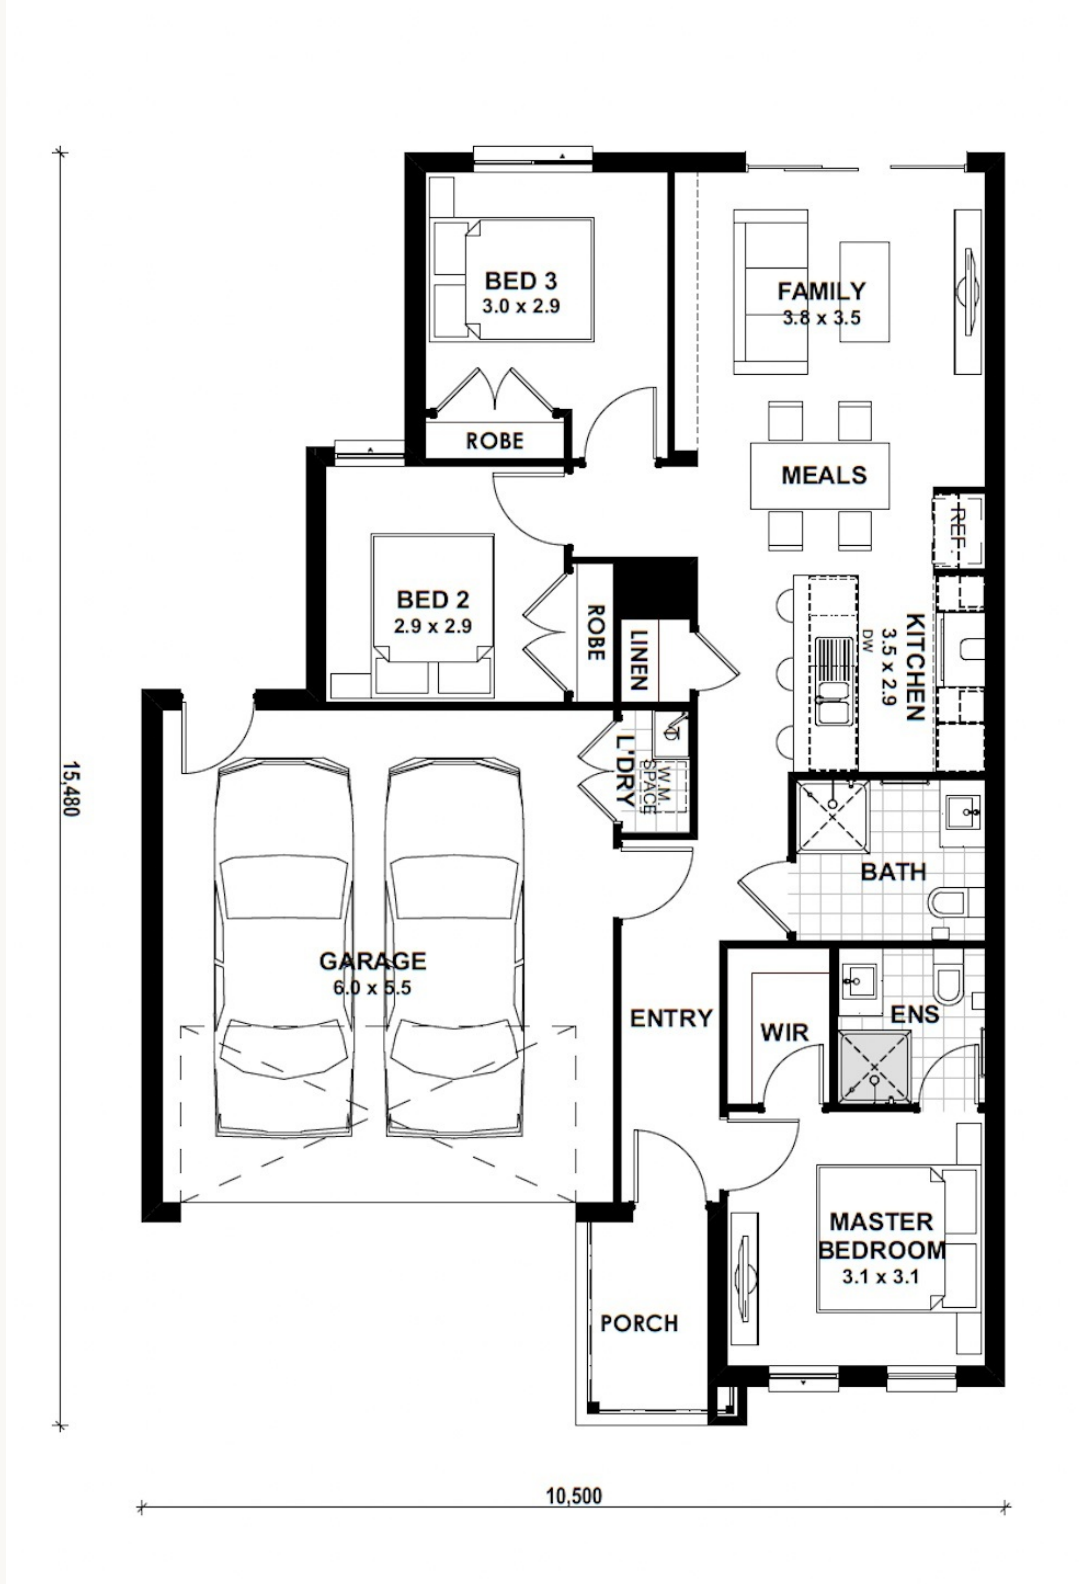 BED 3
3.0 x 2.9
FAMILY
3.8 x 3.5
ROBE
MEALS
REF.
BED 2
2.9 x 2.9
ROBE
LINEN
KITCHEN
3.5 x 2.9
DW
L'DRY
W.M.
SPACE
15,480
BATH
GARAGE
6.0 x 5.5
ENTRY
WIR
ENS
MASTER
BEDROOM
3.1 x 3.1
PORCH
10,500